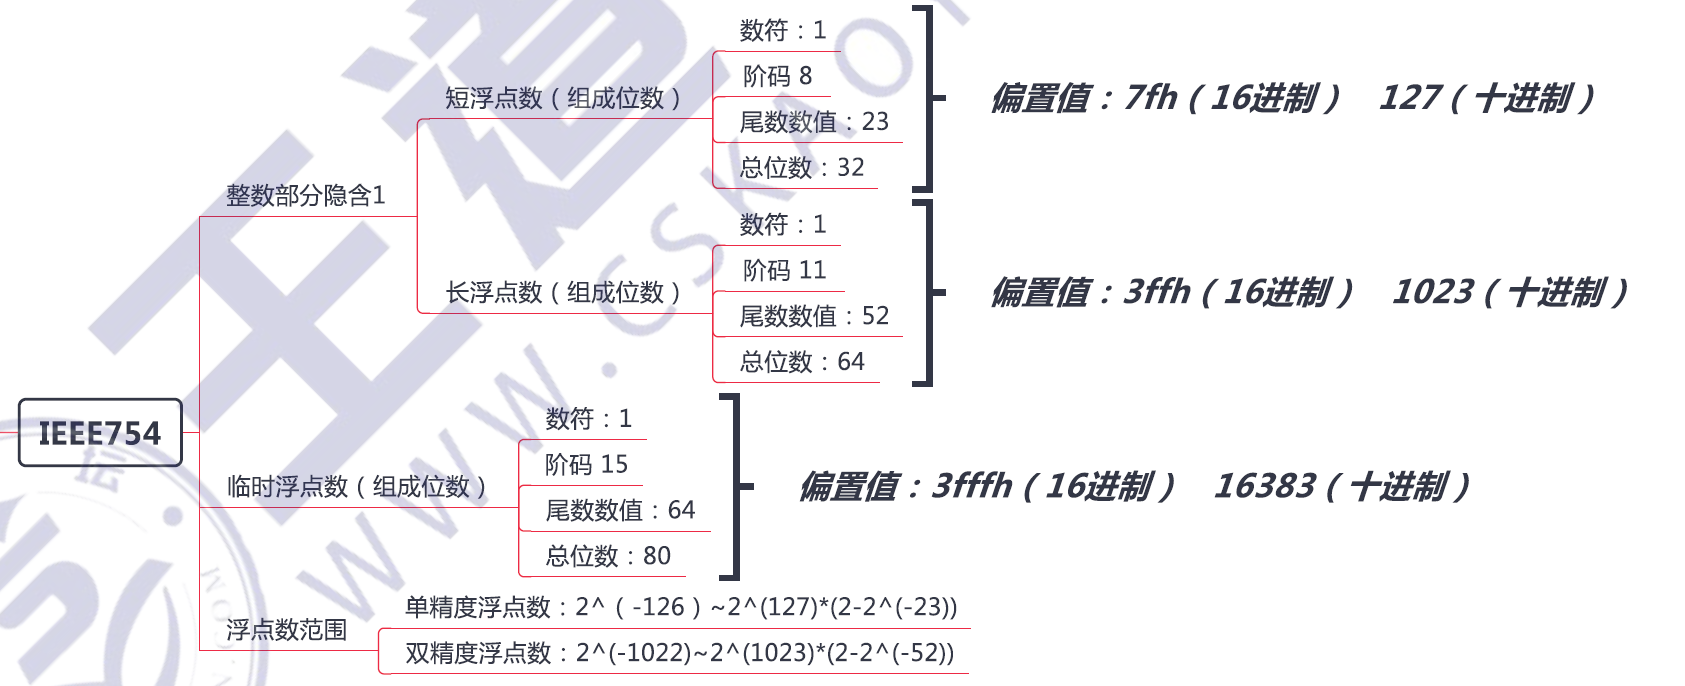 数符：1
阶码 8
短浮点数（组成位数）
尾数数值：23
总位数：32
偏置值：7fh（16进制） 127（十进制）
整数部分隐含1
数符：1
阶码 11
长浮点数（组成位数）
尾数数值：52
总位数：64
偏置值：3ffh（16进制） 1023（十进制）
IEEE754
数符：1
阶码 15
临时浮点数（组成位数）
尾数数值：64
总位数：80
偏置值：3fffh（16进制） 16383（十进制）
浮点数范围
单精度浮点数：2^（-126）~2^(127)*(2-2^(-23))
双精度浮点数：2^(-1022)~2^(1023)*(2-2^(-52))
王道
WWW.CSKAO